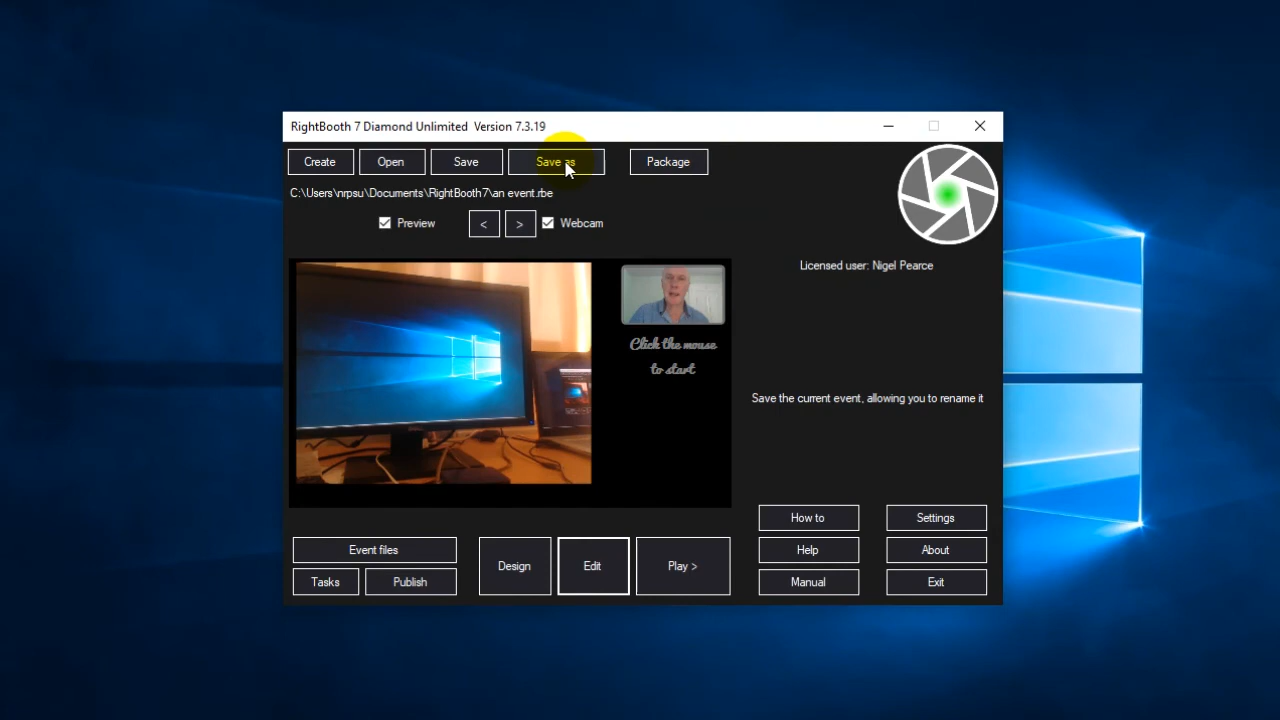 RightBooth 7 Diamond Unlimited  Version 7.3.19
Create
Open
Save
Save as
Package
C:\Users\nrpsu\Documents\RightBooth7\an event.rbe
Preview
<
>
Webcam
Licensed user: Nigel Pearce
Click the mouse
to start
Save the current event, allowing you to rename it
How to
Settings
Event files
Design
Edit
Play >
Help
About
Tasks
Publish
Manual
Exit